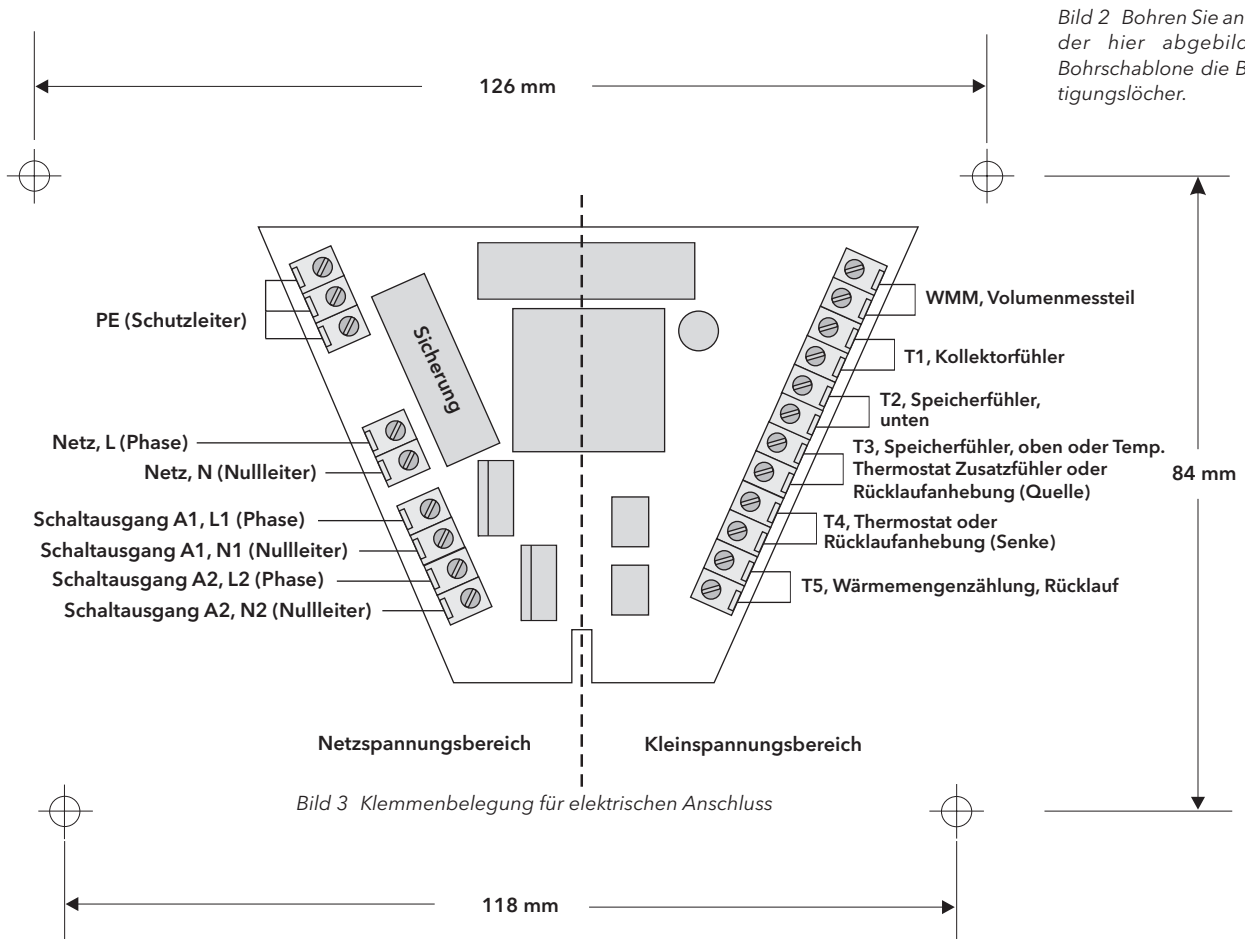 Bild 2 Bohren Sie an
der hier abgebild
Bohrschablone die B
tigungslöcher.
126 mm
PE (Schutzleiter)
Sicherung
WMM, Volumenmessteil
T1, Kollektorfühler
T2, Speicherfühler,
unten
Netz, L (Phase)
Netz, N (Nullleiter)
T3, Speicherfühler, oben oder Temp.
Thermostat Zusatzfühler oder
Rücklaufanhebung (Quelle)
84 mm
Schaltausgang A1, L1 (Phase)
Schaltausgang A1, N1 (Nullleiter)
Schaltausgang A2, L2 (Phase)
Schaltausgang A2, N2 (Nullleiter)
T4, Thermostat oder
Rücklaufanhebung (Senke)
T5, Wärmemengenzählung, Rücklauf
Netzspannungsbereich
Kleinspannungsbereich
Bild 3 Klemmenbelegung für elektrischen Anschluss
118 mm